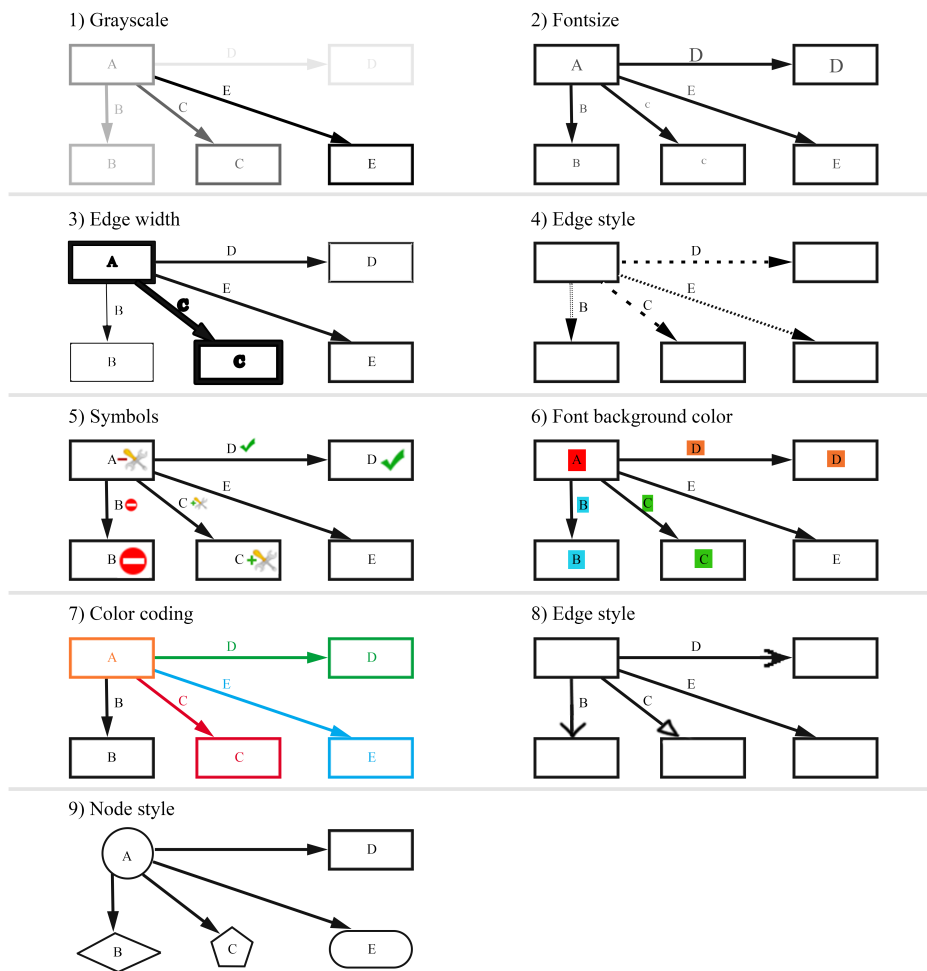 1) Grayscale
D
A
D
E
B
C
B
C
E
2) Fontsize
D
A
D
E
B
c
B
c
E
3) Edge width
D
A
D
E
B
C
B
C
E
4) Edge style
D
E
B
C
5) Symbols
D
A
D
E
B
C
B
C
E
6) Font background color
D
A
D
E
B
C
B
C
E
7) Color coding
D
A
D
E
B
C
B
C
E
8) Edge style
D
E
B
C
9) Node style
A
D
B
C
E